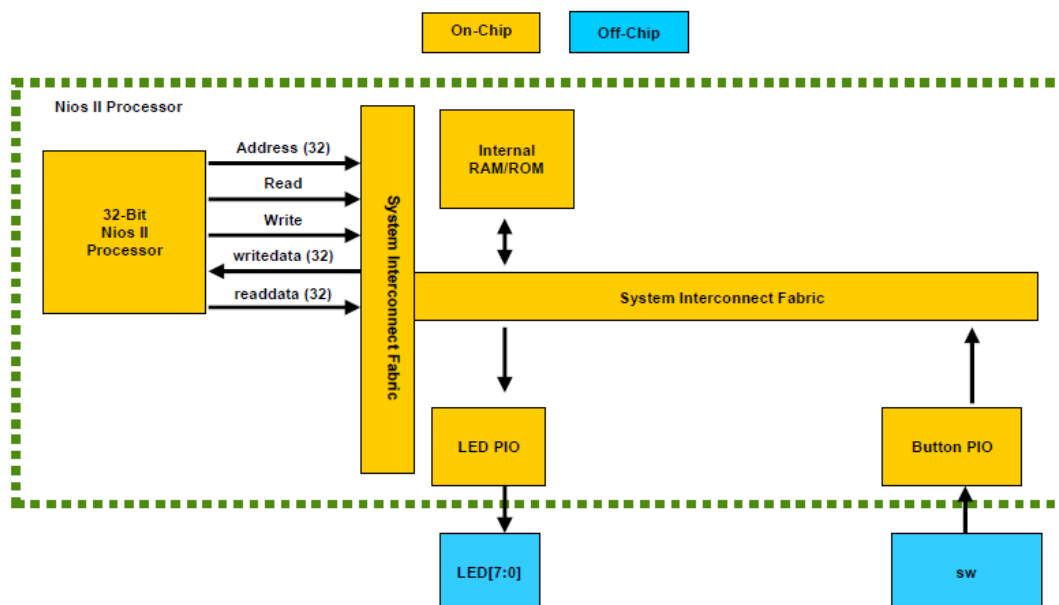 On-Chip
Off-Chip
Nios II Processor
32-Bit
Nios II
Processor
Address (32)
Read
Write
writedata (32)
readdata (32)
System Interconnect Fabric
Internal
RAM/ROM
System Interconnect Fabric
LED PIO
Button PIO
LED[7:0]
sw